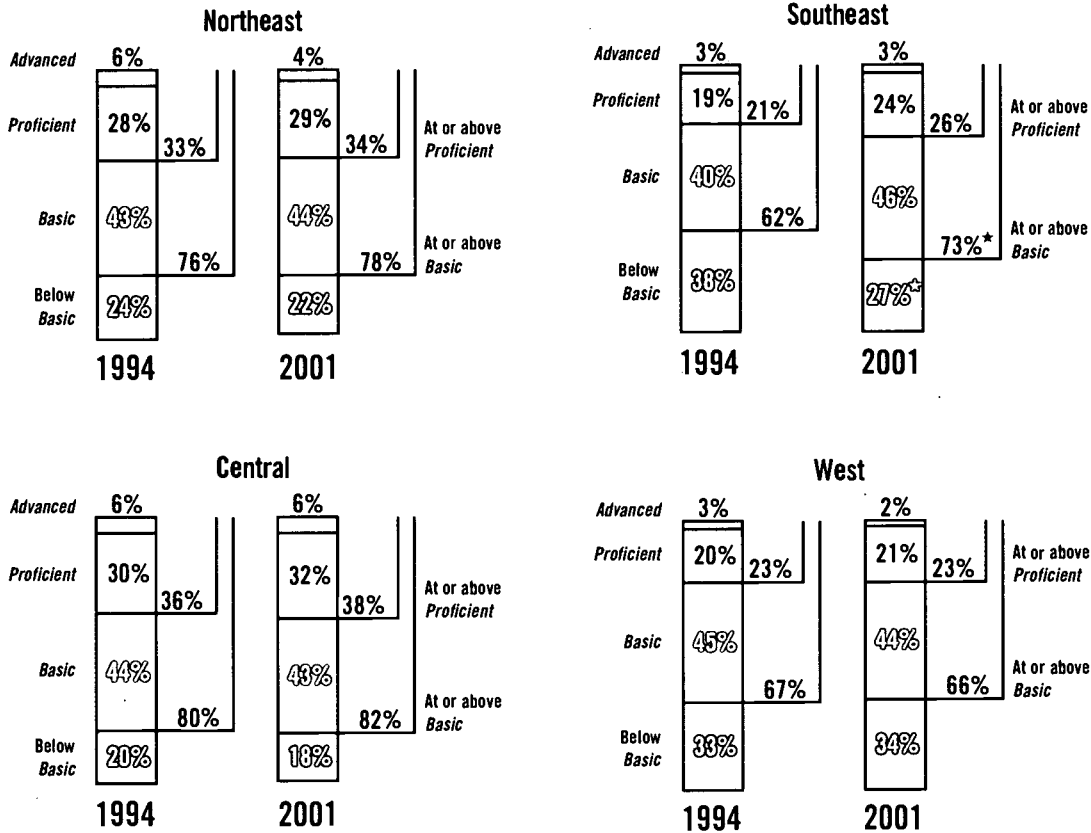 Northeast
Advanced 6% 4%
Proficient 28% 29% At or above
33% 34% Proficient
Basic 43% 44%
At or above
76% 78% Basic
Below
Basic 24% 22%
1994 2001
Southeast
Advanced 3% 3%
Proficient 19% 24%
21% 26% At or above
Proficient
Basic 40% 46%
62% 73%★ At or above
Basic
Below
Basic 38% 27%☆
1994 2001
Central
Advanced 6% 6%
Proficient 30% 32%
36% 38% At or above
Proficient
Basic 44% 43%
80% 82% At or above
Basic
Below
Basic 20% 18%
1994 2001
West
Advanced 3% 2%
Proficient 20% 21%
23% 23% At or above
Proficient
Basic 45% 44%
67% 66% At or above
Basic
Below
Basic 33% 34%
1994 2001